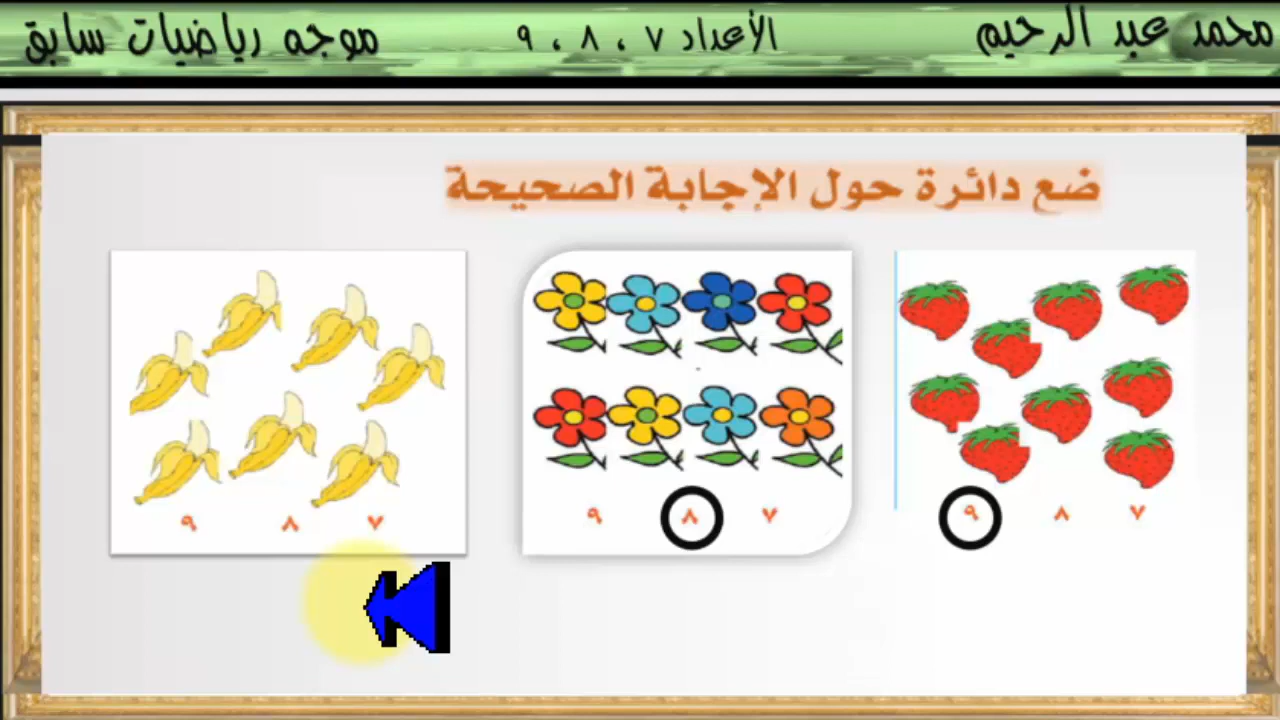 محمد عبد الرحيم
الأعداد ٧ ، ٨ ، ٩
موجه رياضيات سابق
ضع دائرة حول الإجابة الصحيحة
٧ ٨ ٩
٧ ٨ ٩
٧ ٨ ٩